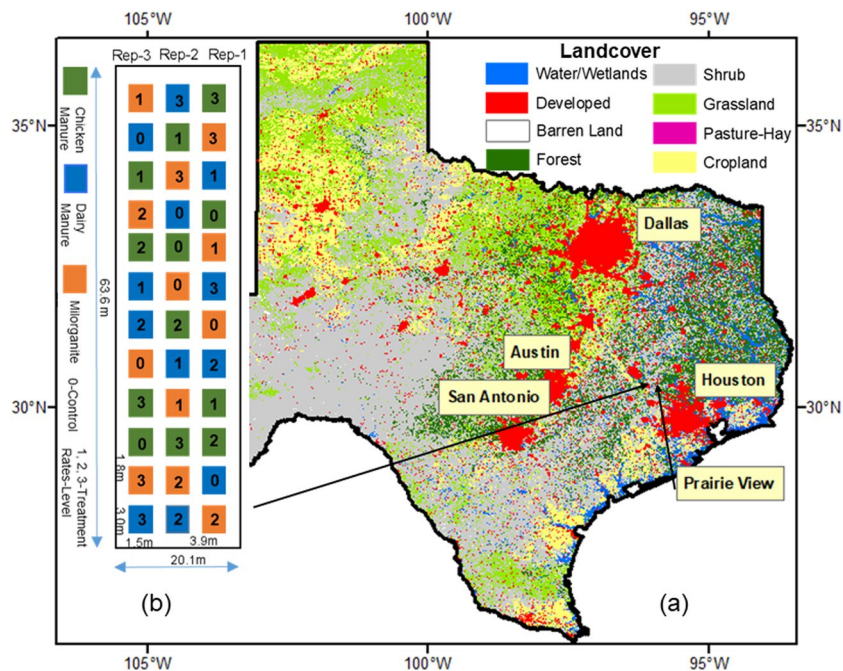 105°W 100°W 95°W
Rep-3 Rep-2 Rep-1
Landcover
Water/Wetlands
Developed
Barren Land
Forest
Shrub
Grassland
Pasture-Hay
Cropland
35°N
30°N
35°N
30°N
Chicken
Manure
Dairy
Manure
Milorganite
0-Control
1, 2, 3-Treatment
Rates-Level
63.6 m
1 3 3
0 1 3
1 3 1
2 0 0
2 0 1
1 0 3
2 2 0
0 1 2
3 1 1
0 3 2
3 2 0
3 2 2
1.8m
3.0m
1.5m 3.9m
20.1m
Dallas
Austin
San Antonio
Houston
Prairie View
(b) (a)
105°W 100°W 95°W